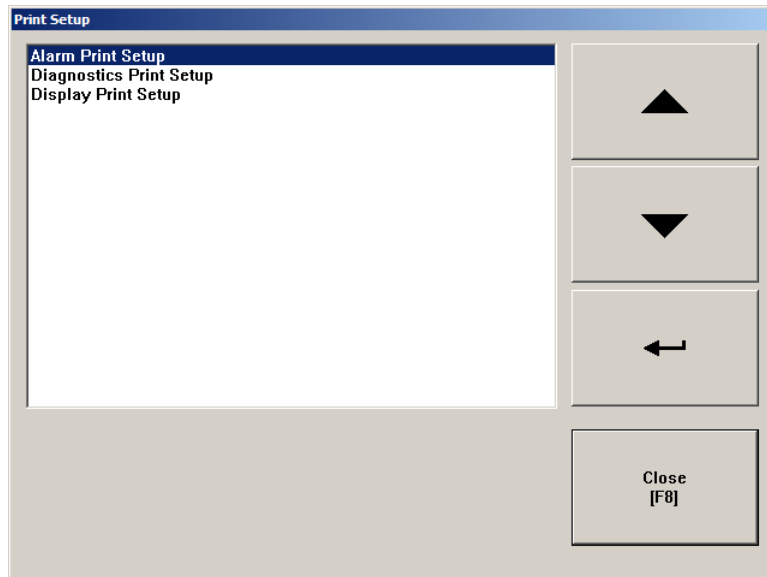 Print Setup
Alarm Print Setup
Diagnostics Print Setup
Display Print Setup
Close
[F8]